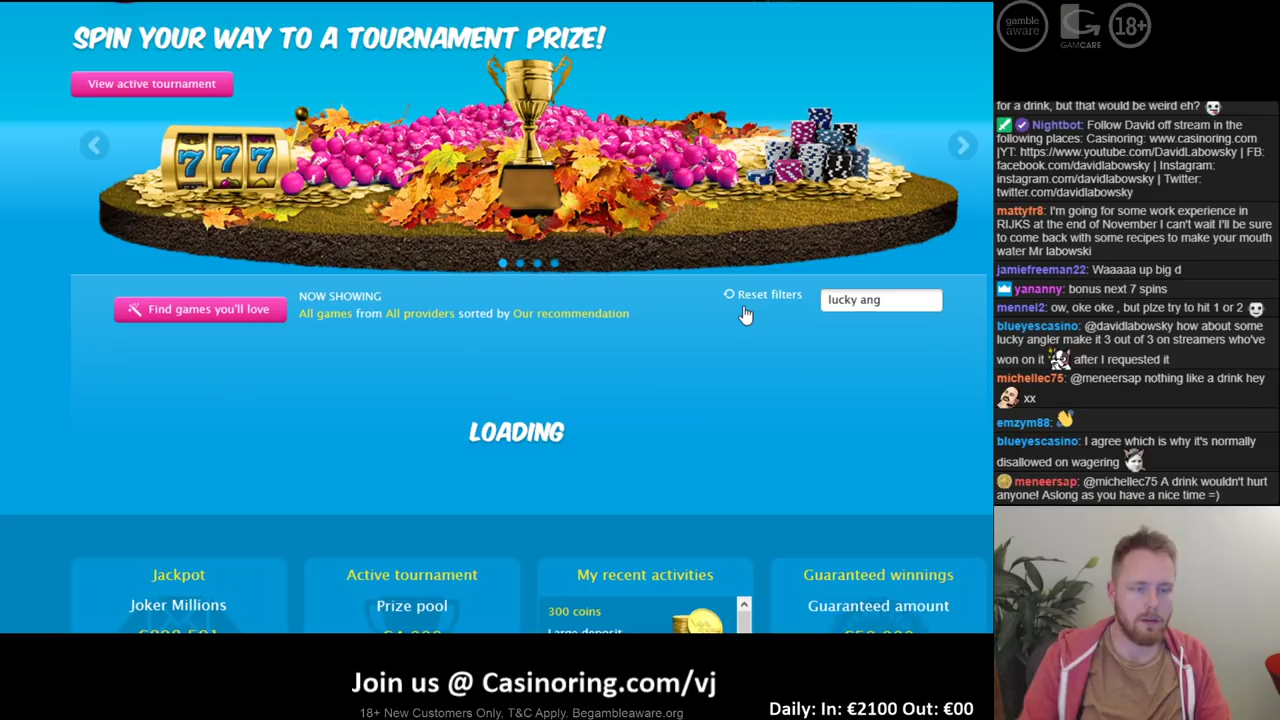 SPIN YOUR WAY TO A TOURNAMENT PRIZE!
View active tournament
7 7 7
Find games you'll love
NOW SHOWING
All games from All providers sorted by Our recommendation
Reset filters
lucky ang
LOADING
Jackpot
Joker Millions
Active tournament
Prize pool
My recent activities
300 coins
Large deposit
Guaranteed winnings
Guaranteed amount
gamble
aware
GAMCARE
18+
for a drink, but that would be weird eh?
Nightbot: Follow David off stream in the
following places: Casinoring: www.casinoring.com
|YT: https://www.youtube.com/DavidLabowsky | FB:
facebook.com/davidlabowsky | Instagram:
instagram.com/davidlabowsky | Twitter:
twitter.com/davidlabowsky
mattyfr8: I'm going for some work experience in
RIJKS at the end of November I can't wait I'll be sure
to come back with some recipes to make your mouth
water Mr labowski
jamiefreeman22: Waaaaa up big d
yananny: bonus next 7 spins
mennel2: ow, oke oke , but plze try to hit 1 or 2
blueyescasino: @davidlabowsky how about some
lucky angler make it 3 out of 3 on streamers who've
won on it after I requested it
michellec75: @meneersap nothing like a drink hey
xx
emzym88:
blueyescasino: I agree which is why it's normally
disallowed on wagering
meneersap: @michellec75 A drink wouldn't hurt
anyone! Aslong as you have a nice time =)
Join us @ Casinoring.com/vj
18+ New Customers Only, T&C Apply. Begambleaware.org
Daily: In: €2100 Out: €00